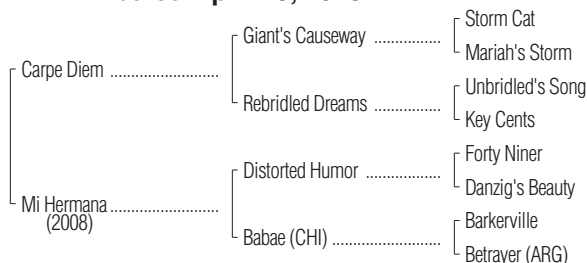 Storm Cat
Giant's Causeway ................
Mariah's Storm
Carpe Diem ..........................
Unbridled's Song
Rebridled Dreams ................
Key Cents
Forty Niner
Distorted Humor ..................
Danzig's Beauty
Mi Hermana ..........................
(2008)
Barkerville
Babae (CHI) ..........................
Betrayer (ARG)